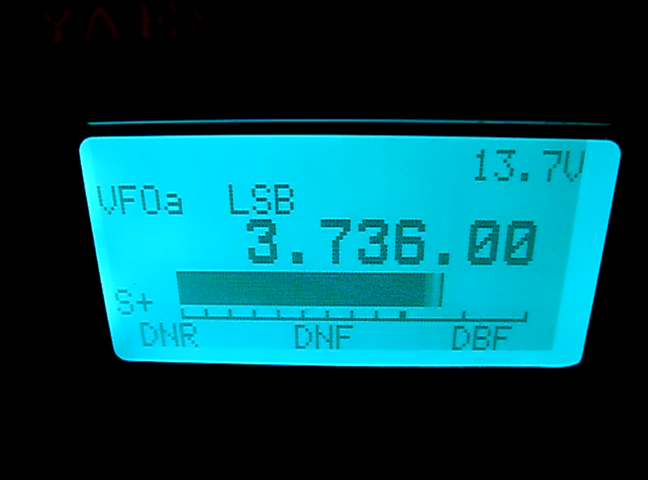 13.7V
VFOa LSB
3.736.00
S+
DNR DNF DBF